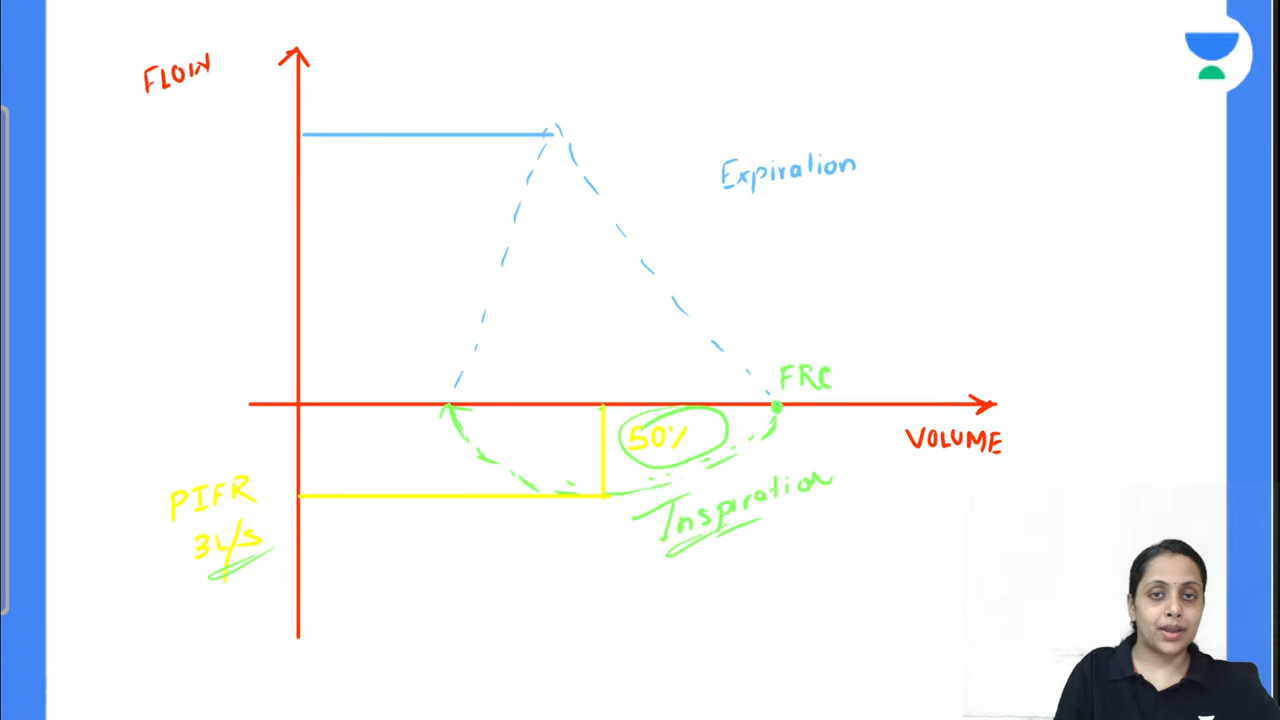 FLOW
Expiration
FRC
50%
VOLUME
PIFR
3L/S
Inspiration